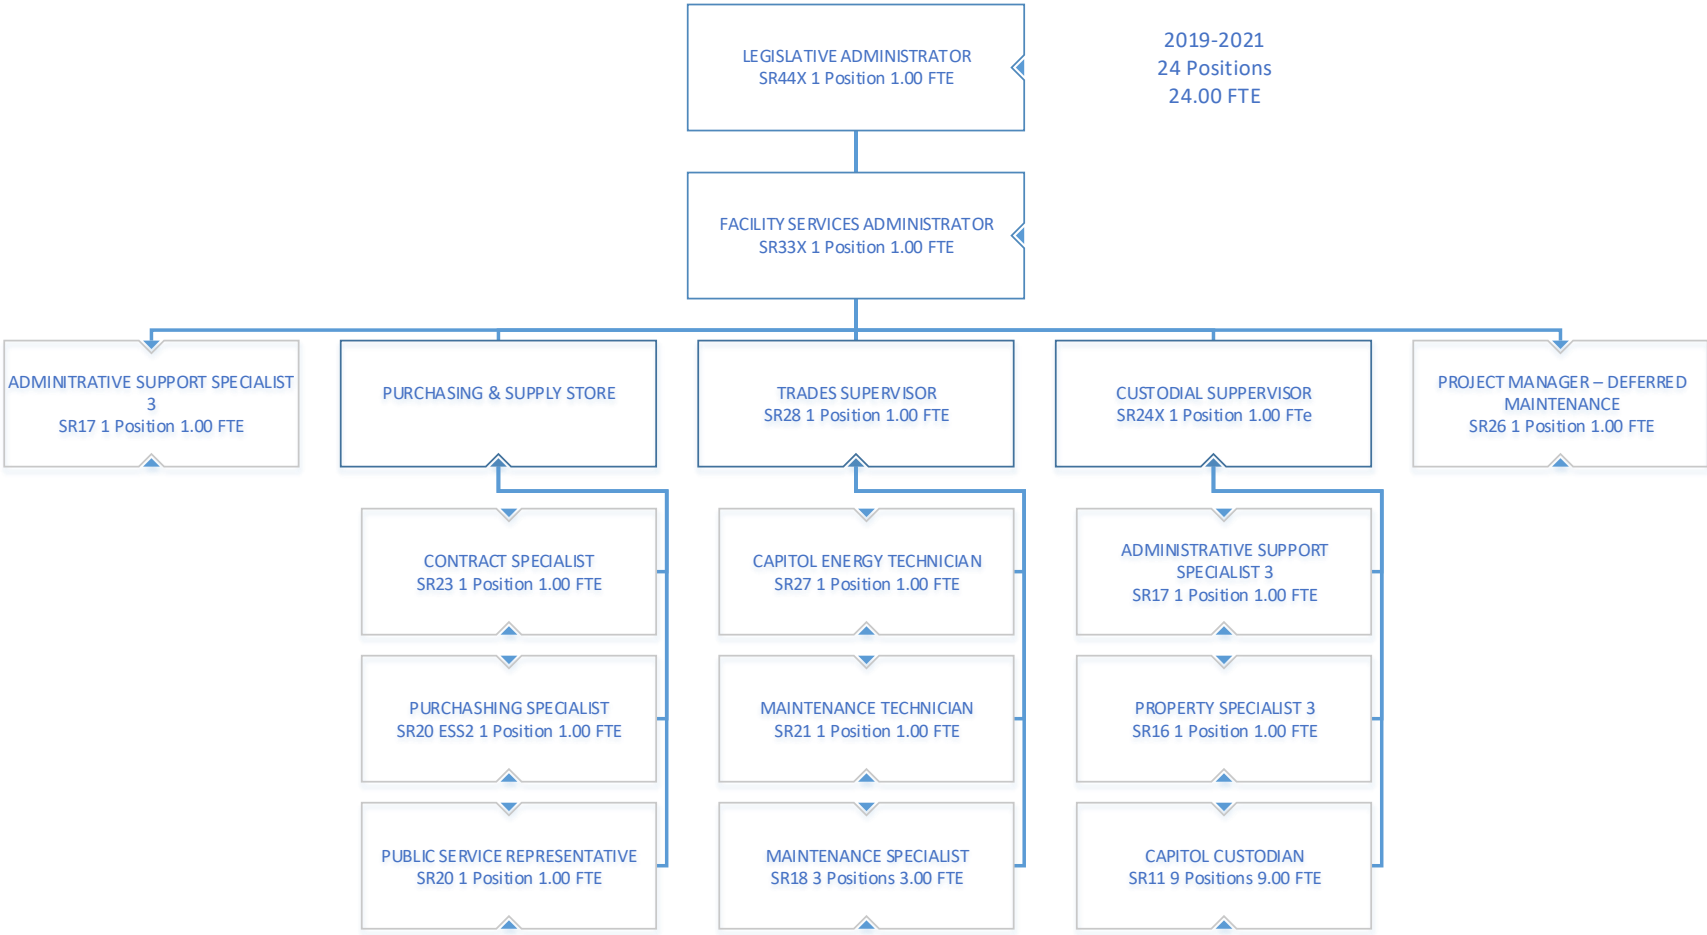 LEGISLATIVE ADMINISTRATOR
SR44X 1 Position 1.00 FTE
2019-2021
24 Positions
24.00 FTE
FACILITY SERVICES ADMINISTRATOR
SR33X 1 Position 1.00 FTE
ADMINITRATIVE SUPPORT SPECIALIST
3
SR17 1 Position 1.00 FTE
PURCHASING & SUPPLY STORE
TRADES SUPERVISOR
SR28 1 Position 1.00 FTE
CUSTODIAL SUPPERVISOR
SR24X 1 Position 1.00 FTe
PROJECT MANAGER – DEFERRED
MAINTENANCE
SR26 1 Position 1.00 FTE
CONTRACT SPECIALIST
SR23 1 Position 1.00 FTE
CAPITOL ENERGY TECHNICIAN
SR27 1 Position 1.00 FTE
ADMINISTRATIVE SUPPORT
SPECIALIST 3
SR17 1 Position 1.00 FTE
PURCHASHING SPECIALIST
SR20 ESS2 1 Position 1.00 FTE
MAINTENANCE TECHNICIAN
SR21 1 Position 1.00 FTE
PROPERTY SPECIALIST 3
SR16 1 Position 1.00 FTE
PUBLIC SERVICE REPRESENTATIVE
SR20 1 Position 1.00 FTE
MAINTENANCE SPECIALIST
SR18 3 Positions 3.00 FTE
CAPITOL CUSTODIAN
SR11 9 Positions 9.00 FTE